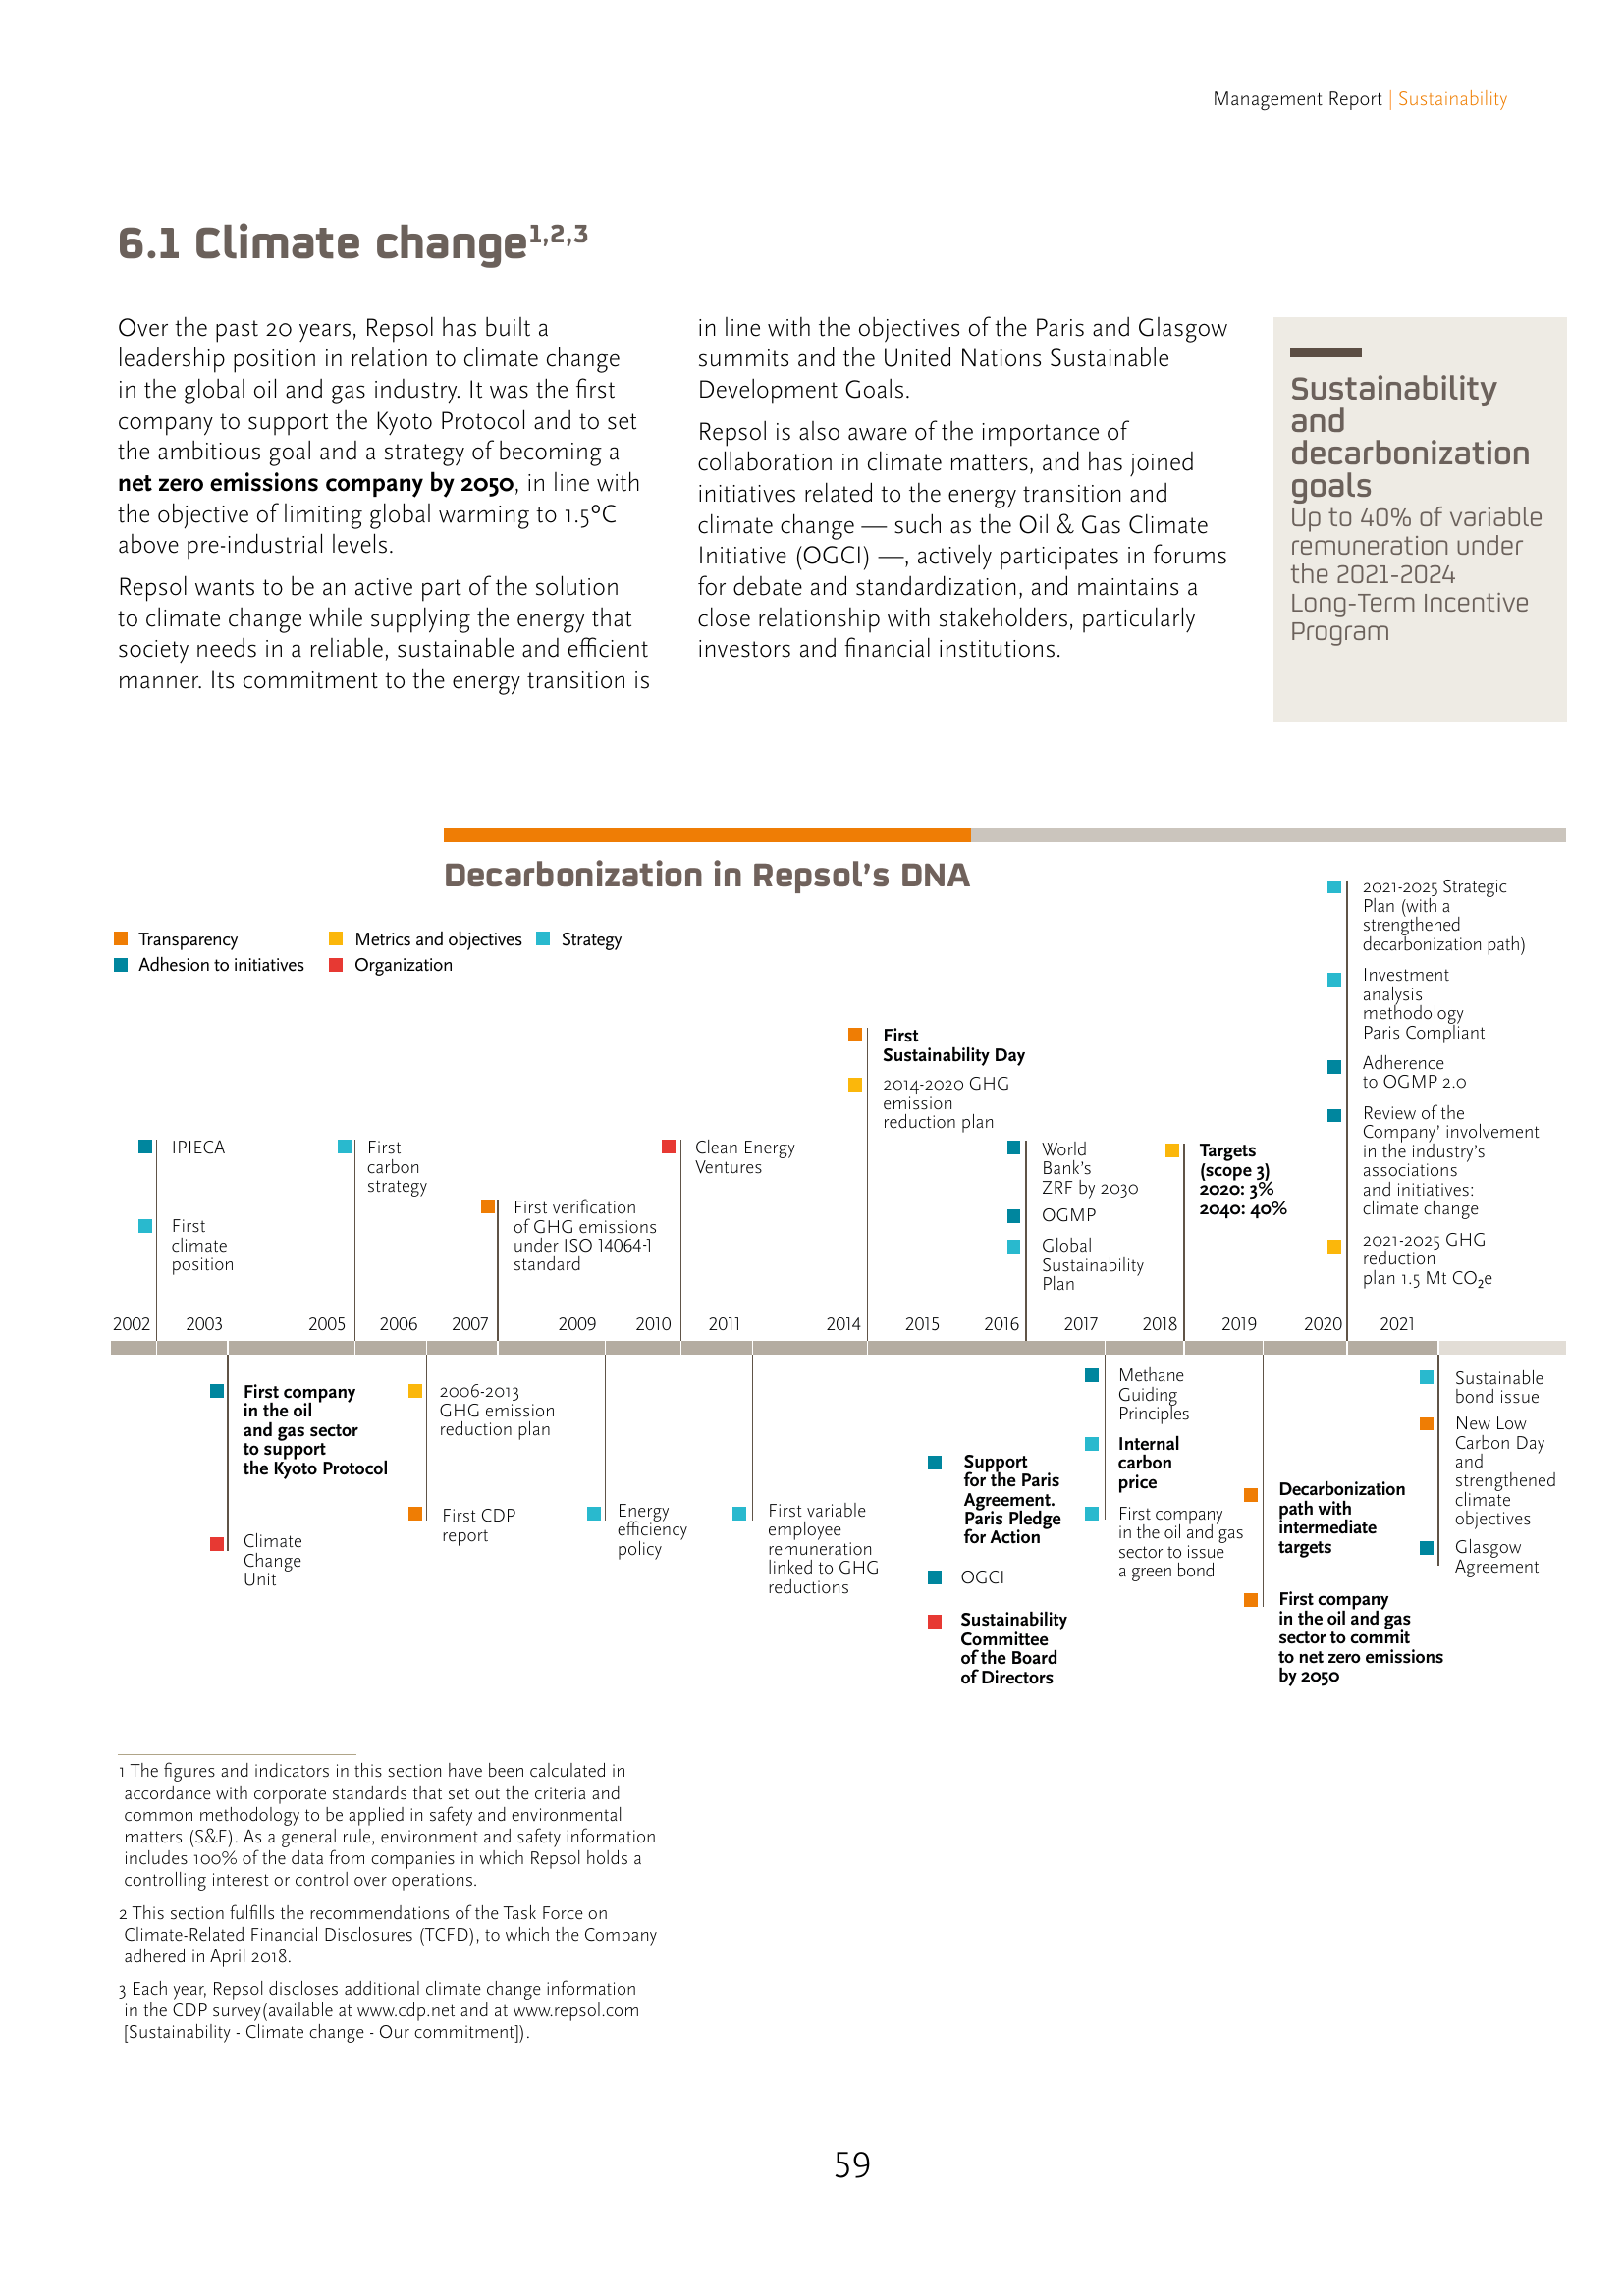 Management Report | Sustainability
6.1 Climate change1,2,3
Over the past 20 years, Repsol has built a
leadership position in relation to climate change
in the global oil and gas industry. It was the first
company to support the Kyoto Protocol and to set
the ambitious goal and a strategy of becoming a
net zero emissions company by 2050, in line with
the objective of limiting global warming to 1.5ºC
above pre-industrial levels.
Repsol wants to be an active part of the solution
to climate change while supplying the energy that
society needs in a reliable, sustainable and efficient
manner. Its commitment to the energy transition is
in line with the objectives of the Paris and Glasgow
summits and the United Nations Sustainable
Development Goals.
Repsol is also aware of the importance of
collaboration in climate matters, and has joined
initiatives related to the energy transition and
climate change — such as the Oil & Gas Climate
Initiative (OGCI) —, actively participates in forums
for debate and standardization, and maintains a
close relationship with stakeholders, particularly
investors and financial institutions.
Sustainability
and
decarbonization
goals
Up to 40% of variable
remuneration under
the 2021-2024
Long-Term Incentive
Program
Decarbonization in Repsol's DNA
Transparency
Metrics and objectives
Strategy
Adhesion to initiatives
Organization
IPIECA
First
climate
position
First
carbon
strategy
First verification
of GHG emissions
under ISO 14064-1
standard
Clean Energy
Ventures
First
Sustainability Day
2014-2020 GHG
emission
reduction plan
World
Bank's
ZRF by 2030
OGMP
Global
Sustainability
Plan
Targets
(scope 3)
2020: 3%
2040: 40%
2021-2025 Strategic
Plan (with a
strengthened
decarbonization path)
Investment
analysis
methodology
Paris Compliant
Adherence
to OGMP 2.0
Review of the
Company' involvement
in the industry's
associations
and initiatives:
climate change
2021-2025 GHG
reduction
plan 1.5 Mt CO₂e
2002 2003 2005 2006 2007 2009 2010 2011 2014 2015 2016 2017 2018 2019 2020 2021
First company
in the oil
and gas sector
to support
the Kyoto Protocol
Climate
Change
Unit
2006-2013
GHG emission
reduction plan
First CDP
report
Energy
efficiency
policy
First variable
employee
remuneration
linked to GHG
reductions
Support
for the Paris
Agreement.
Paris Pledge
for Action
OGCI
Sustainability
Committee
of the Board
of Directors
Methane
Guiding
Principles
Internal
carbon
price
First company
in the oil and gas
sector to issue
a green bond
Decarbonization
path with
intermediate
targets
First company
in the oil and gas
sector to commit
to net zero emissions
by 2050
Sustainable
bond issue
New Low
Carbon Day
and
strengthened
climate
objectives
Glasgow
Agreement
1 The figures and indicators in this section have been calculated in
accordance with corporate standards that set out the criteria and
common methodology to be applied in safety and environmental
matters (S&E). As a general rule, environment and safety information
includes 100% of the data from companies in which Repsol holds a
controlling interest or control over operations.
2 This section fulfills the recommendations of the Task Force on
Climate-Related Financial Disclosures (TCFD), to which the Company
adhered in April 2018.
3 Each year, Repsol discloses additional climate change information
in the CDP survey(available at www.cdp.net and at www.repsol.com
[Sustainability - Climate change - Our commitment]).
59